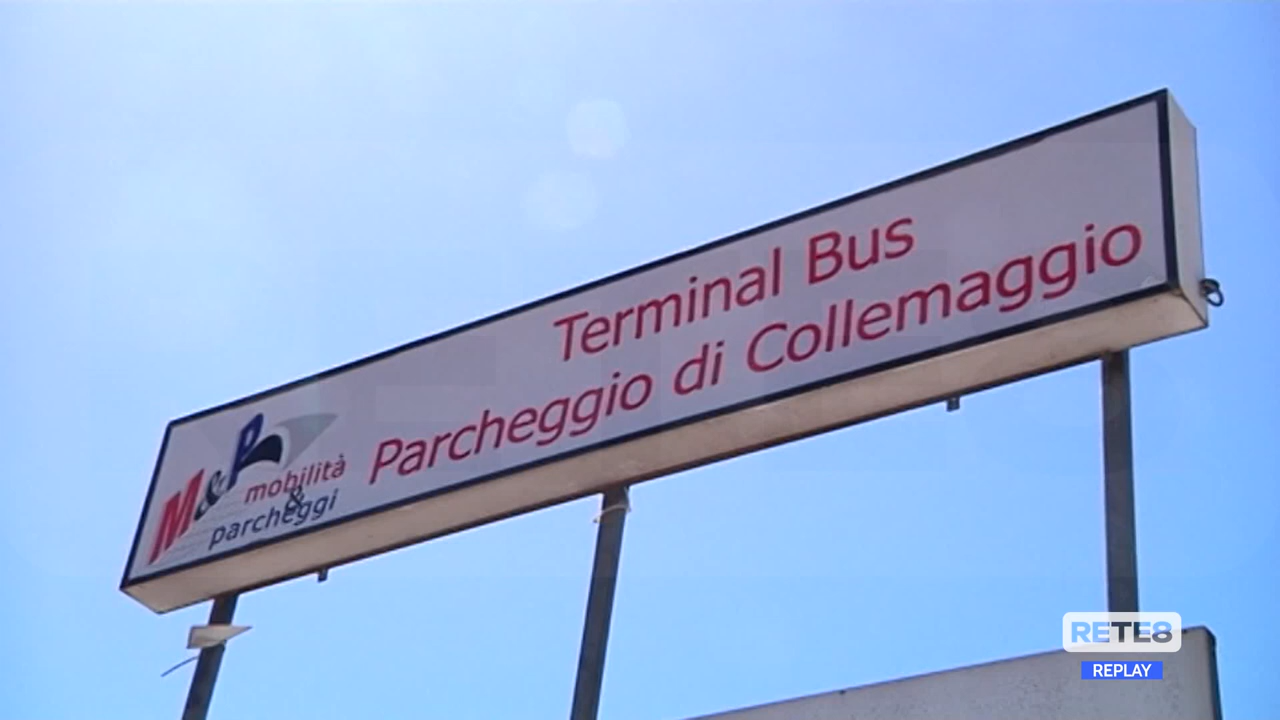 Terminal Bus
Parcheggio di Collemaggio
M&P
mobilità
&
parcheggi
RETE8
REPLAY